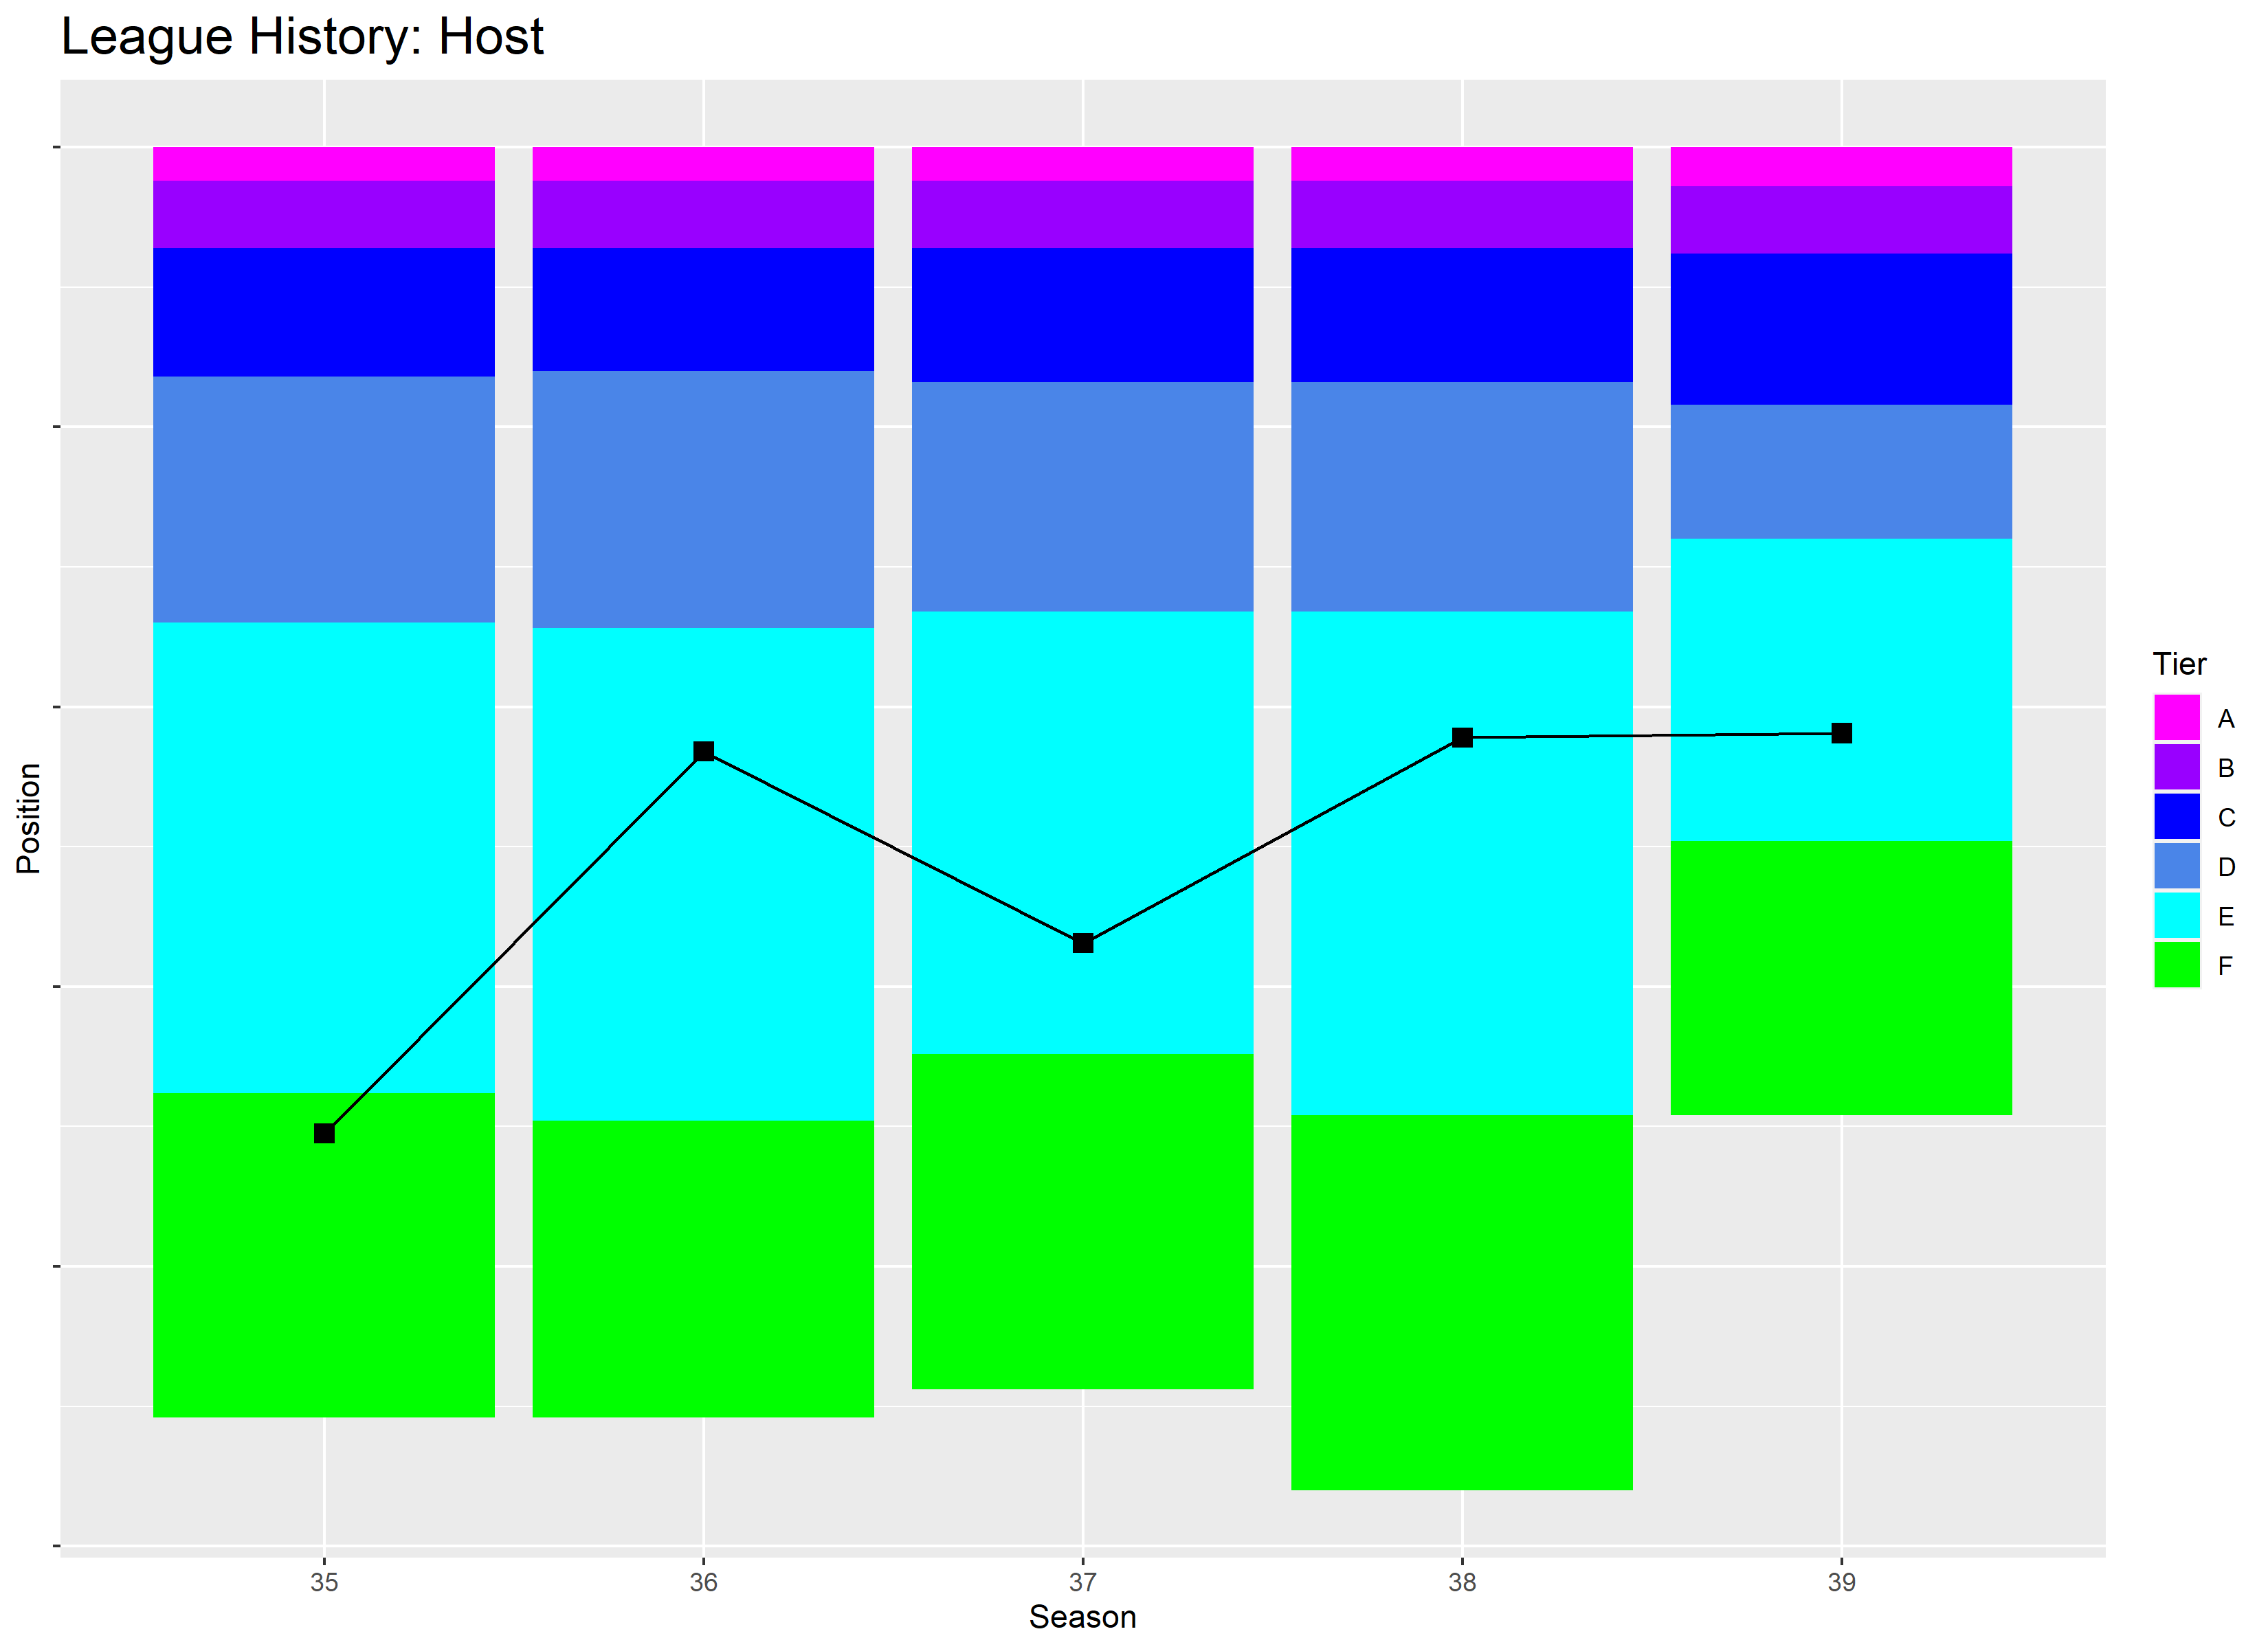 League History: Host
Position
35
36
37
38
39
Season
Tier
A
B
C
D
E
F